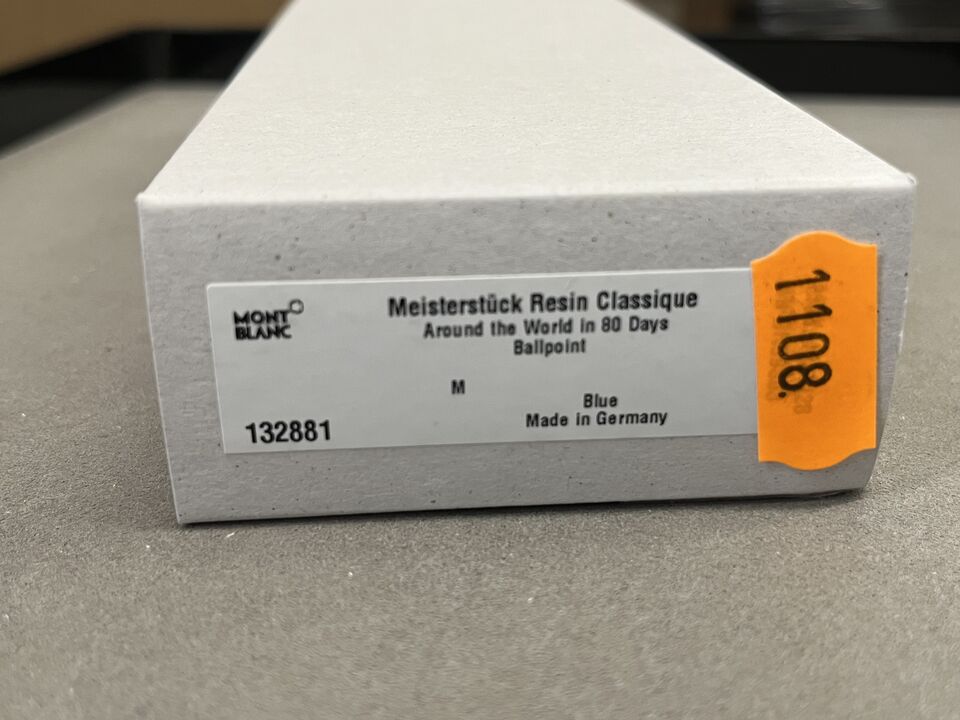 MONT
BLANC
Meisterstück Resin Classique
Around the World in 80 Days
Ballpoint
M
Blue
Made in Germany
132881
1108.